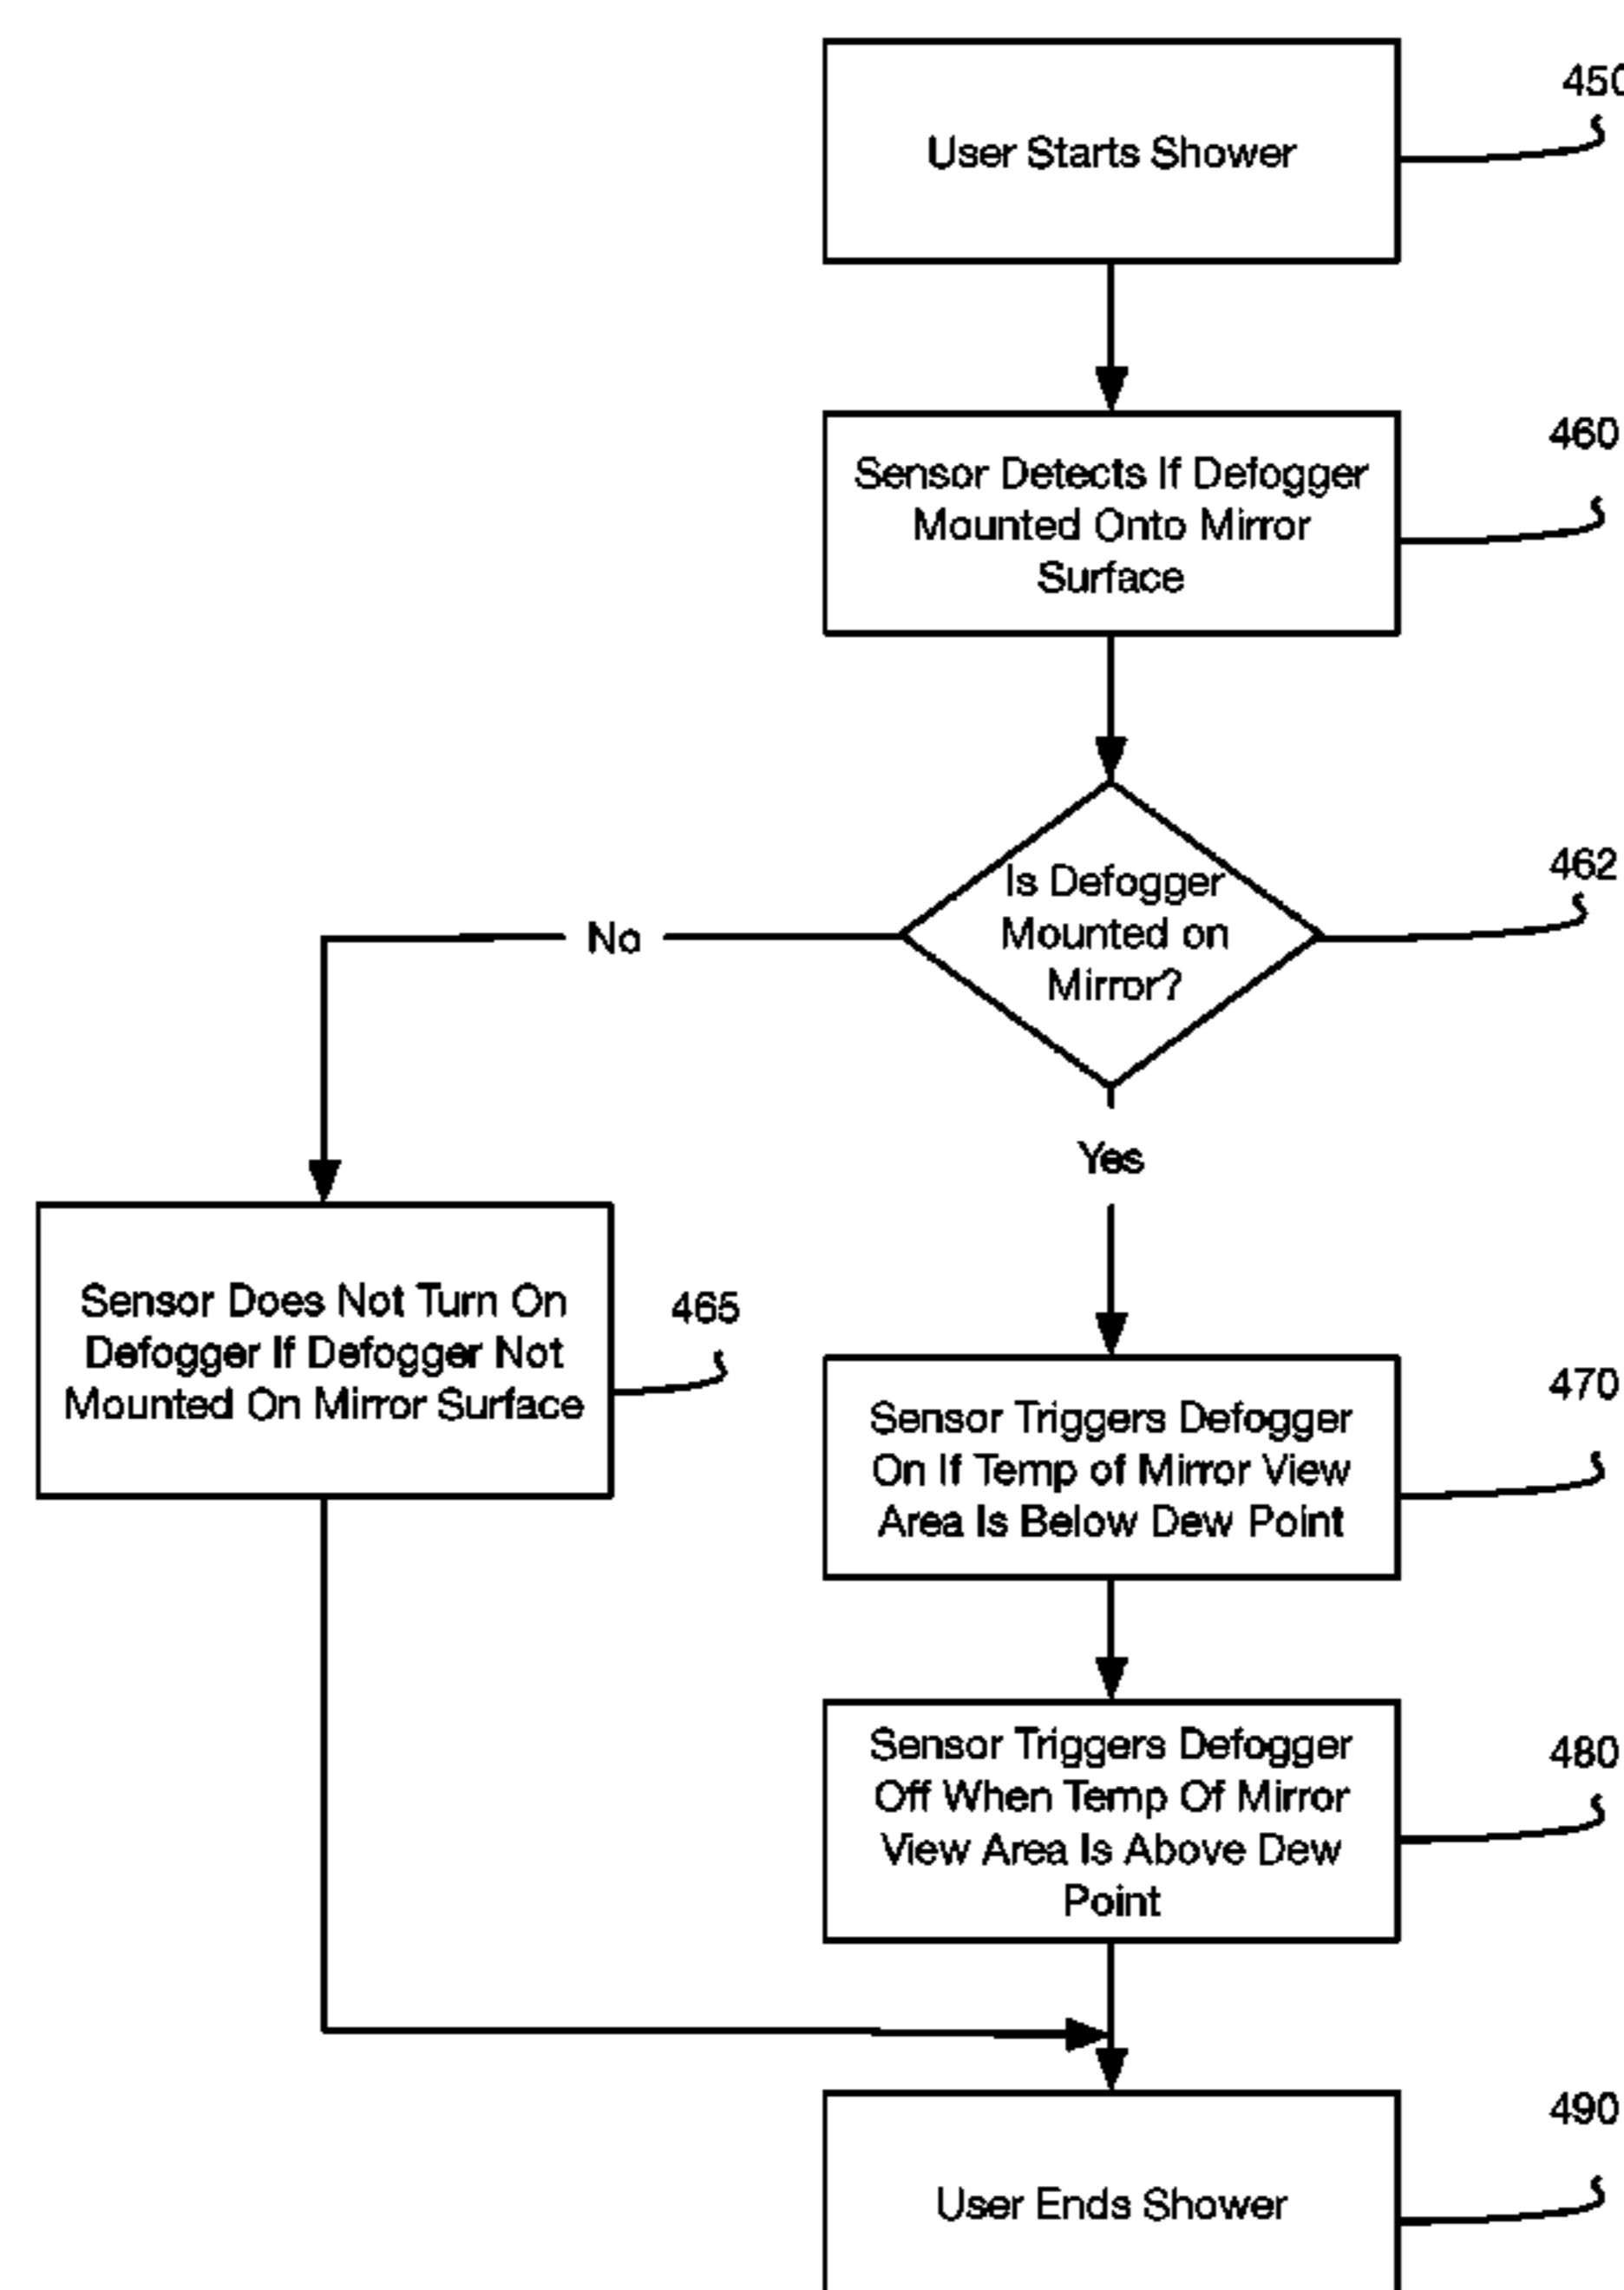 450
User Starts Shower
460
Sensor Detects If Defogger
Mounted Onto Mirror
Surface
462
Is Defogger
Mounted on
Mirror?
No
Yes
Sensor Does Not Turn On
Defogger If Defogger Not
Mounted On Mirror Surface
465
470
Sensor Triggers Defogger
On If Temp of Mirror View
Area Is Below Dew Point
480
Sensor Triggers Defogger
Off When Temp Of Mirror
View Area Is Above Dew
Point
490
User Ends Shower